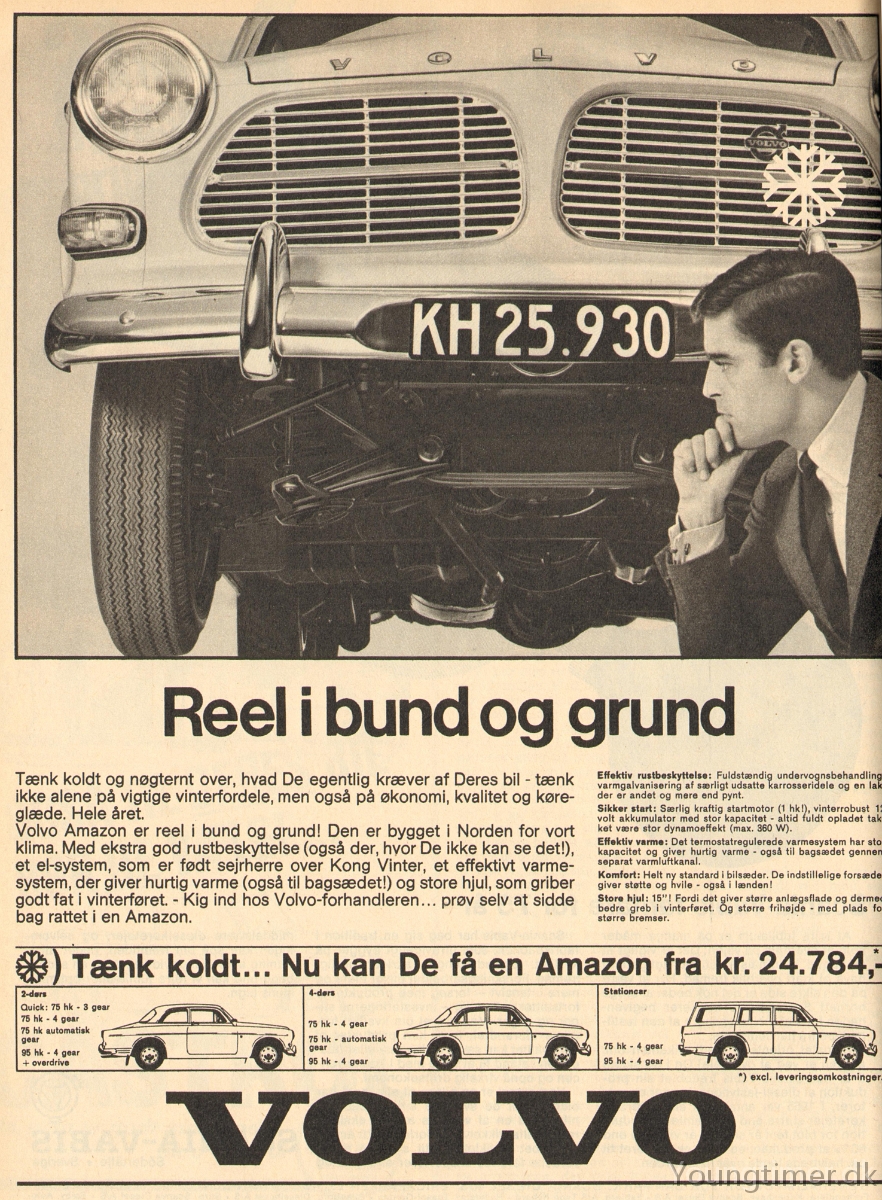 VOLVO
VOLVO
KH 25.930
Reel i bund og grund
Tænk koldt og nøgternt over, hvad De egentlig kræver af Deres bil - tænk
ikke alene på vigtige vinterfordele, men også på økonomi, kvalitet og køre-
glæde. Hele året.
Volvo Amazon er reel i bund og grund! Den er bygget i Norden for vort
klima. Med ekstra god rustbeskyttelse (også der, hvor De ikke kan se det!),
et el-system, som er født sejrherre over Kong Vinter, et effektivt varme-
system, der giver hurtig varme (også til bagsædet!) og store hjul, som griber
godt fat i vinterføret. - Kig ind hos Volvo-forhandleren... prøv selv at sidde
bag rattet i en Amazon.
Effektiv rustbeskyttelse: Fuldstændig undervognsbehandling
varmgalvanisering af særligt udsatte karrosseridele og en lak
der er andet og mere end pynt.
Sikker start: Særlig kraftig startmotor (1 hk!), vinterrobust 12
volt akkumulator med stor kapacitet - altid fuldt opladet tak
ket være stor dynamoeffekt (max. 360 W).
Effektiv varme: Det termostatregulerede varmesystem har sto
kapacitet og giver hurtig varme - også til bagsædet gennem
separat varmluftkanal.
Komfort: Helt ny standard i bilsæder. De indstillelige forsæde
giver støtte og hvile - også i lænden!
Store hjul: 15"! Fordi det giver større anlægsflade og derme
bedre greb i vinterføret. Og større frihøjde - med plads fo
større bremser.
) Tænk koldt... Nu kan De få en Amazon fra kr. 24.784,-*
2-dørs
Quick: 75 hk - 3 gear
75 hk - 4 gear
75 hk automatisk
gear
95 hk - 4 gear
+ overdrive
4-dørs
75 hk - 4 gear
75 hk - automatisk
gear
95 hk - 4 gear
Stationcar
75 hk - 4 gear
95 hk - 4 gear
*) excl. leveringsomkostninger.
VOLVO
Youngtimer.dk